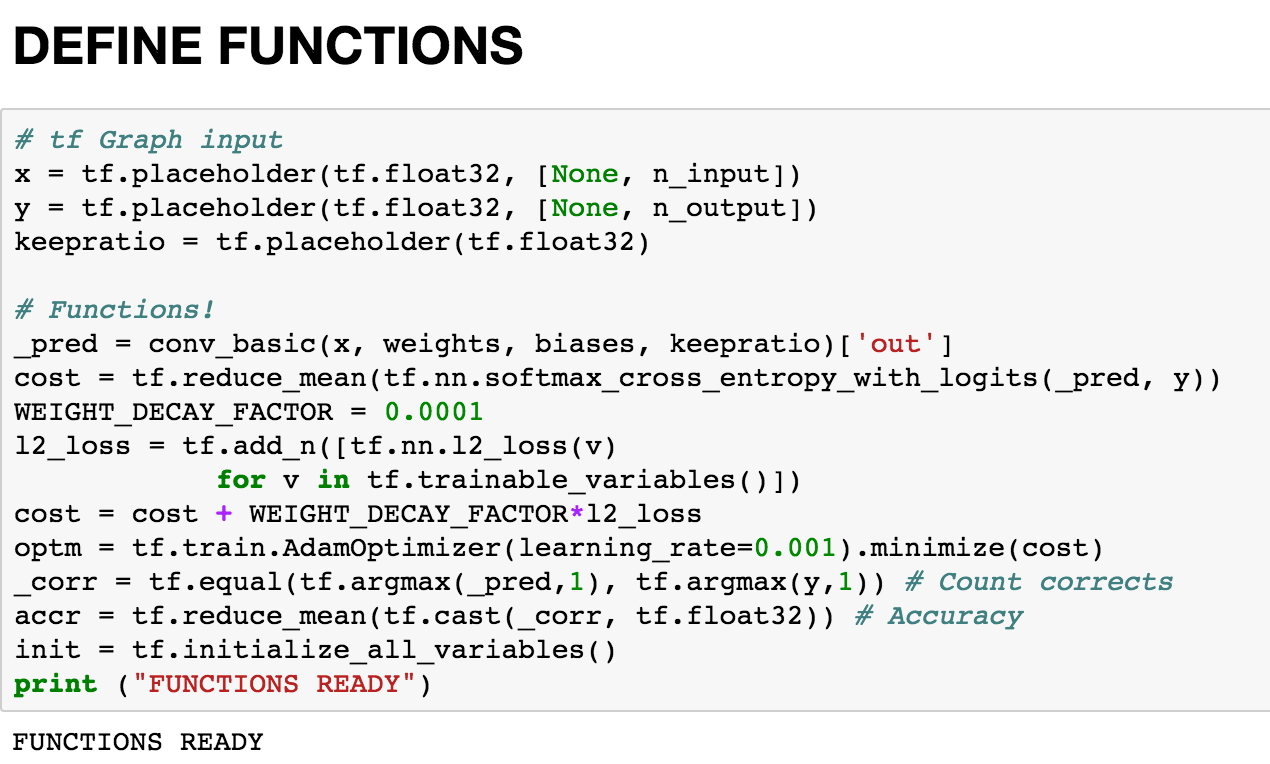 DEFINE FUNCTIONS
# tf Graph input
x = tf.placeholder(tf.float32, [None, n_input])
y = tf.placeholder(tf.float32, [None, n_output])
keepratio = tf.placeholder(tf.float32)
# Functions!
_pred = conv_basic(x, weights, biases, keepratio)['out']
cost = tf.reduce_mean(tf.nn.softmax_cross_entropy_with_logits(_pred, y))
WEIGHT_DECAY_FACTOR = 0.0001
l2_loss = tf.add_n([tf.nn.l2_loss(v)
            for v in tf.trainable_variables()])
cost = cost + WEIGHT_DECAY_FACTOR*l2_loss
optm = tf.train.AdamOptimizer(learning_rate=0.001).minimize(cost)
_corr = tf.equal(tf.argmax(_pred,1), tf.argmax(y,1)) # Count corrects
accr = tf.reduce_mean(tf.cast(_corr, tf.float32)) # Accuracy
init = tf.initialize_all_variables()
print ("FUNCTIONS READY")
FUNCTIONS READY